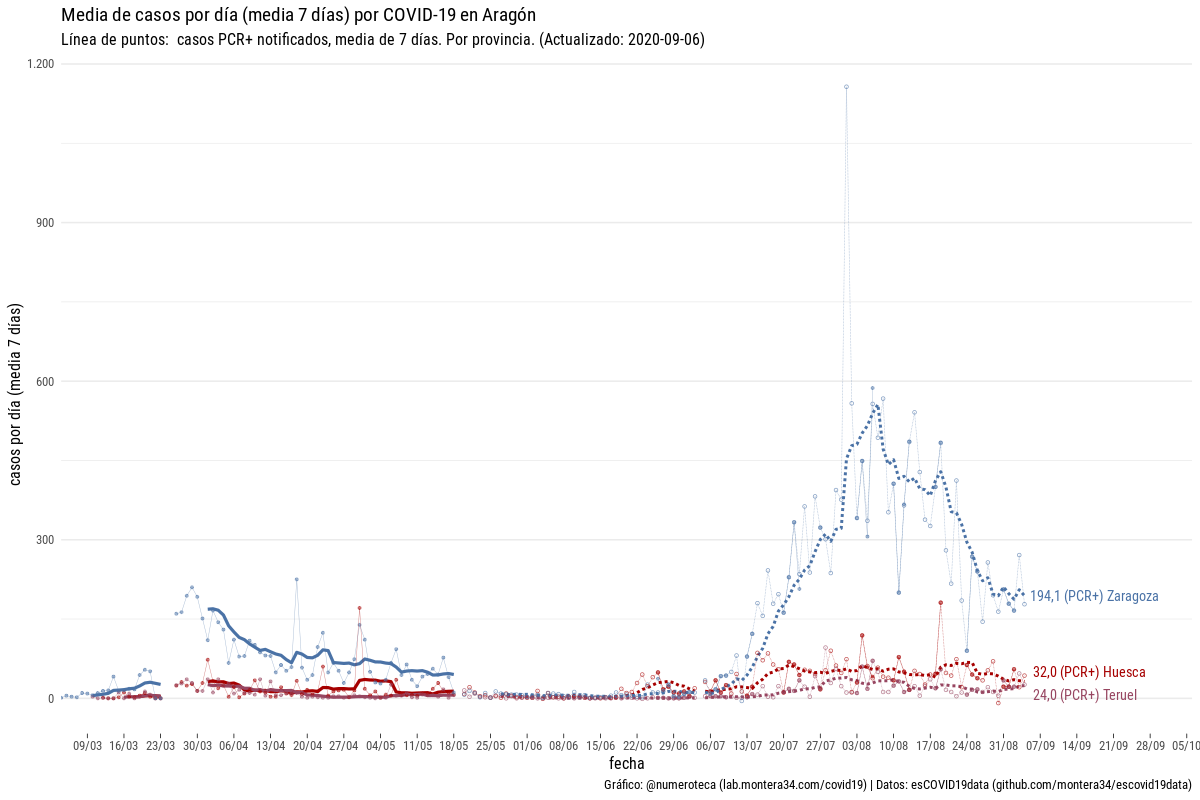 Media de casos por día (media 7 días) por COVID-19 en Aragón
Línea de puntos:  casos PCR+ notificados, media de 7 días. Por provincia. (Actualizado: 2020-09-06)
1.200
900
600
300
0
casos por día (media 7 días)
194,1 (PCR+) Zaragoza
32,0 (PCR+) Huesca
24,0 (PCR+) Teruel
09/03 16/03 23/03 30/03 06/04 13/04 20/04 27/04 04/05 11/05 18/05 25/05 01/06 08/06 15/06 22/06 29/06 06/07 13/07 20/07 27/07 03/08 10/08 17/08 24/08 31/08 07/09 14/09 21/09 28/09 05/10
fecha
Gráfico: @numeroteca (lab.montera34.com/covid19) | Datos: esCOVID19data (github.com/montera34/escovid19data)